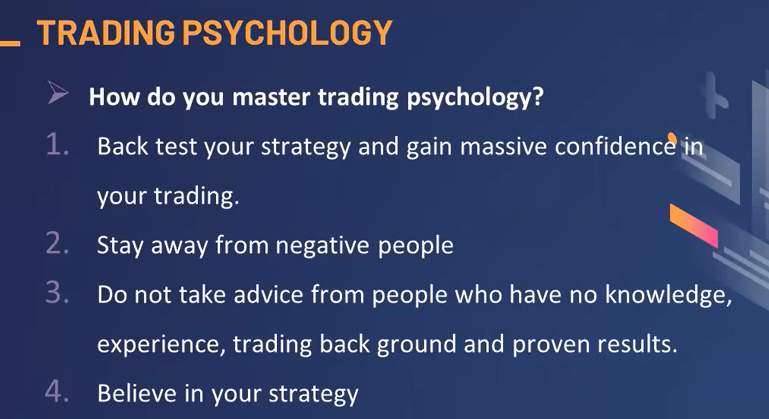 TRADING PSYCHOLOGY
➢ How do you master trading psychology?
1. Back test your strategy and gain massive confidence in
your trading.
2. Stay away from negative people
3. Do not take advice from people who have no knowledge,
experience, trading back ground and proven results.
4. Believe in your strategy